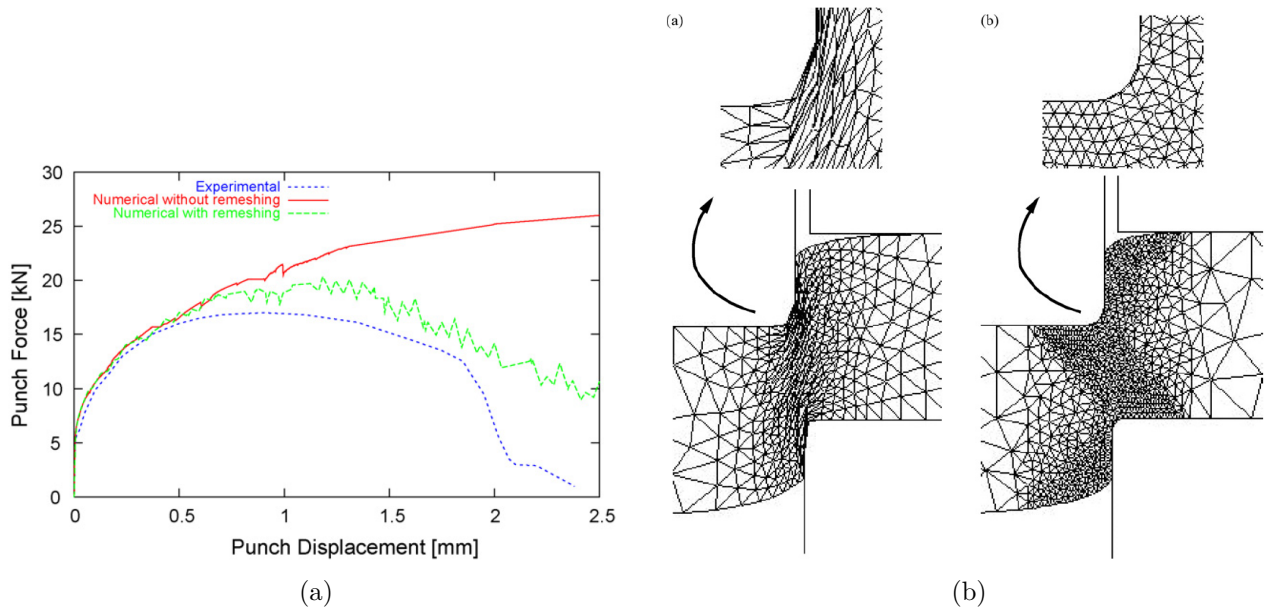 (a)
(b)
30
25
20
15
10
5
0
Punch Force [kN]
Experimental
Numerical without remeshing
Numerical with remeshing
0
0.5
1
1.5
2
2.5
Punch Displacement [mm]
(a)
(b)